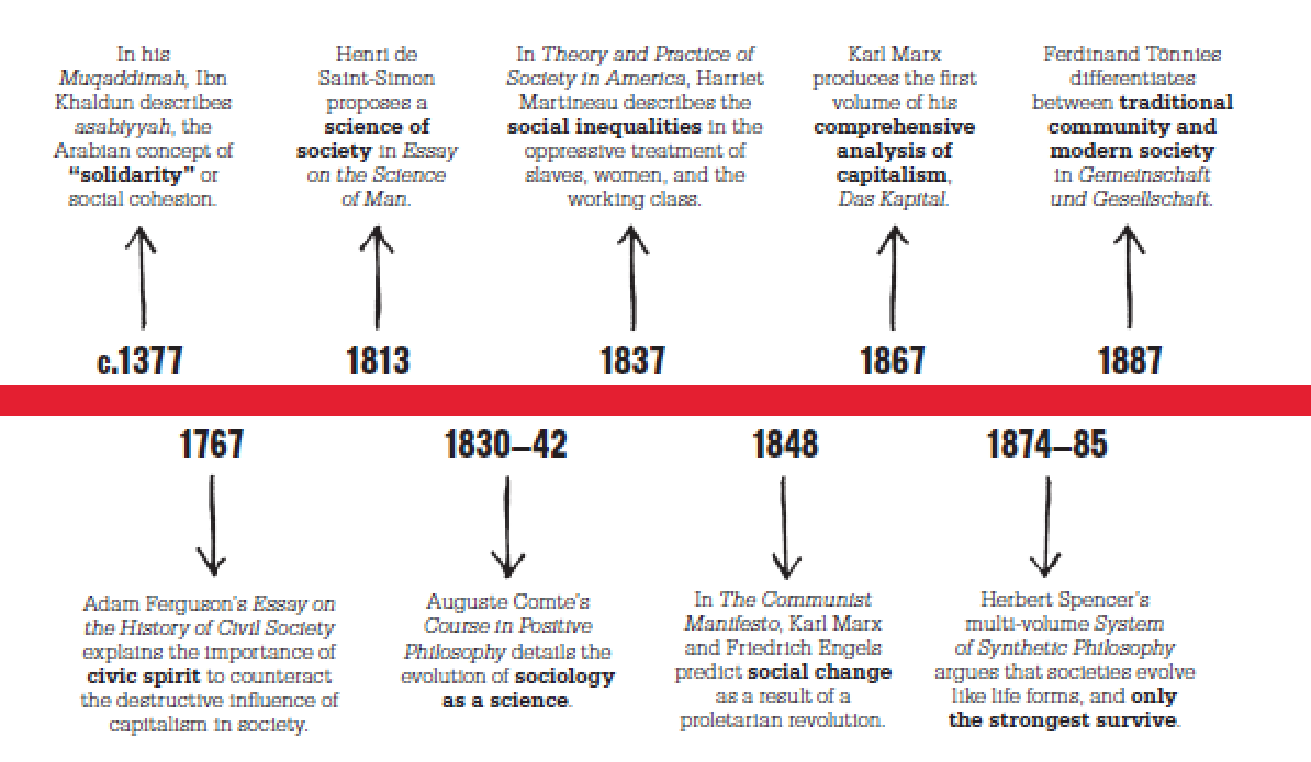 In his
Muqaddimah, Ibn
Khaldun describes
asabiyyah, the
Arabian concept of
“solidarity” or
social cohesion.
Henri de
Saint-Simon
proposes a
science of
society in Essay
on the Science
of Man.
In Theory and Practice of
Society in America, Harriet
Martineau describes the
social inequalities in the
oppressive treatment of
slaves, women, and the
working class.
Karl Marx
produces the first
volume of his
comprehensive
analysis of
capitalism,
Das Kapital.
Ferdinand Tönnies
differentiates
between traditional
community and
modern society
in Gemeinschaft
und Gesellschaft.
c.1377
1813
1837
1867
1887
1767
1830–42
1848
1874–85
Adam Ferguson’s Essay on
the History of Civil Society
explains the importance of
civic spirit to counteract
the destructive influence of
capitalism in society.
Auguste Comte’s
Course in Positive
Philosophy details the
evolution of sociology
as a science.
In The Communist
Manifesto, Karl Marx
and Friedrich Engels
predict social change
as a result of a
proletarian revolution.
Herbert Spencer’s
multi-volume System
of Synthetic Philosophy
argues that societies evolve
like life forms, and only
the strongest survive.